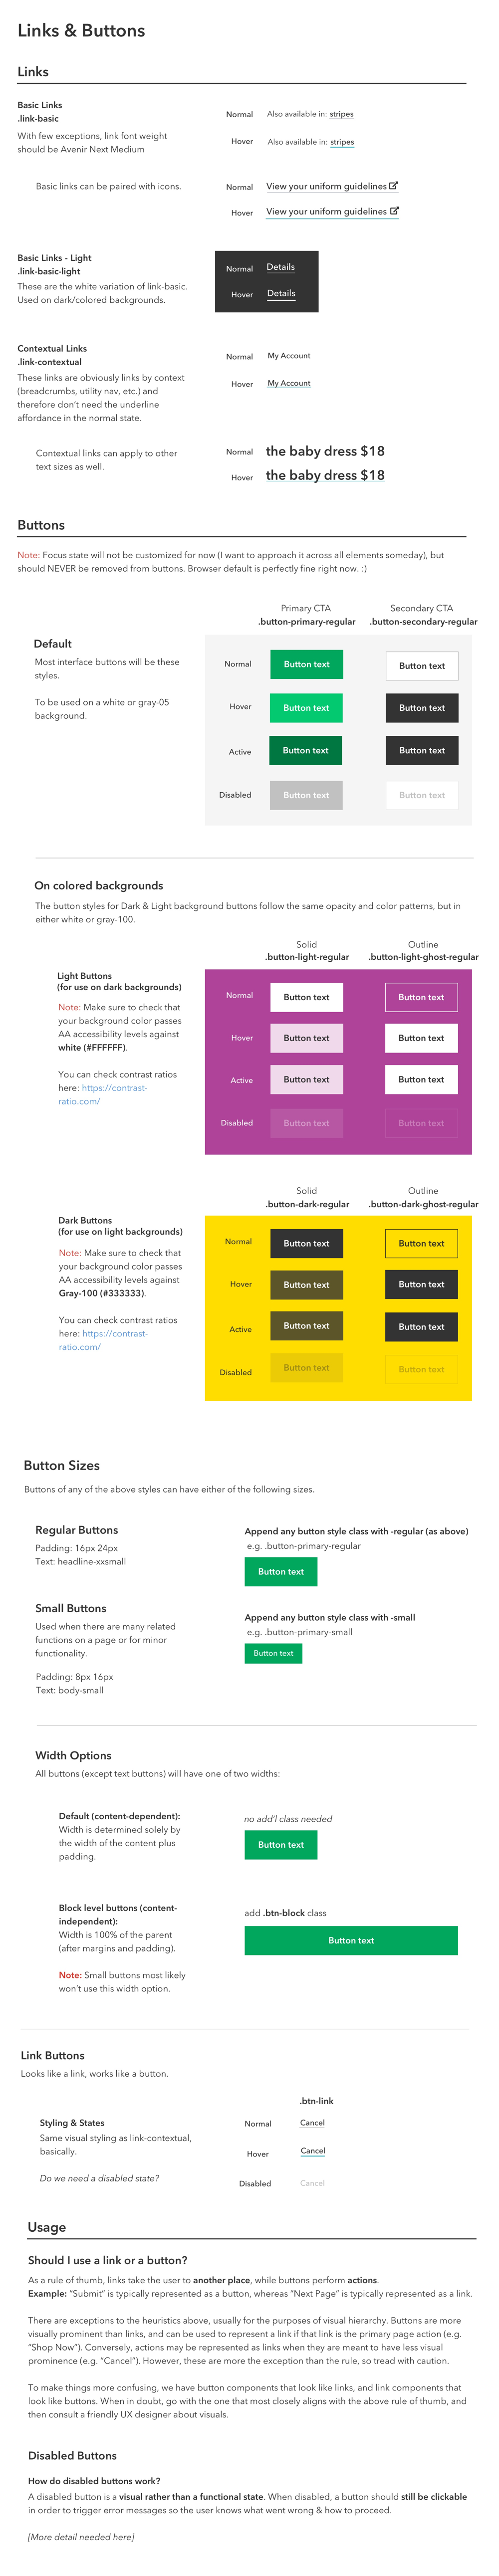 Links & Buttons
Links
Basic Links
.link-basic
With few exceptions, link font weight
should be Avenir Next Medium
Normal
Also available in: stripes
Hover
Also available in: stripes
Basic links can be paired with icons.
Normal
View your uniform guidelines
Hover
View your uniform guidelines
Basic Links - Light
.link-basic-light
These are the white variation of link-basic.
Used on dark/colored backgrounds.
Normal
Details
Hover
Details
Contextual Links
.link-contextual
These links are obviously links by context
(breadcrumbs, utility nav, etc.) and
therefore don't need the underline
affordance in the normal state.
Normal
My Account
Hover
My Account
Contextual links can apply to other
text sizes as well.
Normal
the baby dress $18
Hover
the baby dress $18
Buttons
Note: Focus state will not be customized for now (I want to approach it across all elements someday), but
should NEVER be removed from buttons. Browser default is perfectly fine right now. :)
Primary CTA
.button-primary-regular
Secondary CTA
.button-secondary-regular
Default
Most interface buttons will be these
styles.
To be used on a white or gray-05
background.
Normal
Button text
Button text
Hover
Button text
Button text
Active
Button text
Button text
Disabled
Button text
Button text
On colored backgrounds
The button styles for Dark & Light background buttons follow the same opacity and color patterns, but in
either white or gray-100.
Solid
.button-light-regular
Outline
.button-light-ghost-regular
Light Buttons
(for use on dark backgrounds)
Note: Make sure to check that
your background color passes
AA accessibility levels against
white (#FFFFFF).
You can check contrast ratios
here: https://contrast-
ratio.com/
Normal
Button text
Button text
Hover
Button text
Button text
Active
Button text
Button text
Disabled
Button text
Button text
Solid
.button-dark-regular
Outline
.button-dark-ghost-regular
Dark Buttons
(for use on light backgrounds)
Note: Make sure to check that
your background color passes
AA accessibility levels against
Gray-100 (#333333).
You can check contrast ratios
here: https://contrast-
ratio.com/
Normal
Button text
Button text
Hover
Button text
Button text
Active
Button text
Button text
Disabled
Button text
Button text
Button Sizes
Buttons of any of the above styles can have either of the following sizes.
Regular Buttons
Padding: 16px 24px
Text: headline-xxsmall
Append any button style class with -regular (as above)
e.g. .button-primary-regular
Button text
Small Buttons
Used when there are many related
functions on a page or for minor
functionality.
Padding: 8px 16px
Text: body-small
Append any button style class with -small
e.g. .button-primary-small
Button text
Width Options
All buttons (except text buttons) will have one of two widths:
Default (content-dependent):
Width is determined solely by
the width of the content plus
padding.
no add'l class needed
Button text
Block level buttons (content-
independent):
Width is 100% of the parent
(after margins and padding).
Note: Small buttons most likely
won't use this width option.
add .btn-block class
Button text
Link Buttons
Looks like a link, works like a button.
.btn-link
Styling & States
Same visual styling as link-contextual,
basically.
Do we need a disabled state?
Normal
Cancel
Hover
Cancel
Disabled
Cancel
Usage
Should I use a link or a button?
As a rule of thumb, links take the user to another place, while buttons perform actions.
Example: “Submit” is typically represented as a button, whereas “Next Page” is typically represented as a link.
There are exceptions to the heuristics above, usually for the purposes of visual hierarchy. Buttons are more
visually prominent than links, and can be used to represent a link if that link is the primary page action (e.g.
“Shop Now”). Conversely, actions may be represented as links when they are meant to have less visual
prominence (e.g. “Cancel”). However, these are more the exception than the rule, so tread with caution.
To make things more confusing, we have button components that look like links, and link components that
look like buttons. When in doubt, go with the one that most closely aligns with the above rule of thumb, and
then consult a friendly UX designer about visuals.
Disabled Buttons
How do disabled buttons work?
A disabled button is a visual rather than a functional state. When disabled, a button should still be clickable
in order to trigger error messages so the user knows what went wrong & how to proceed.
[More detail needed here]